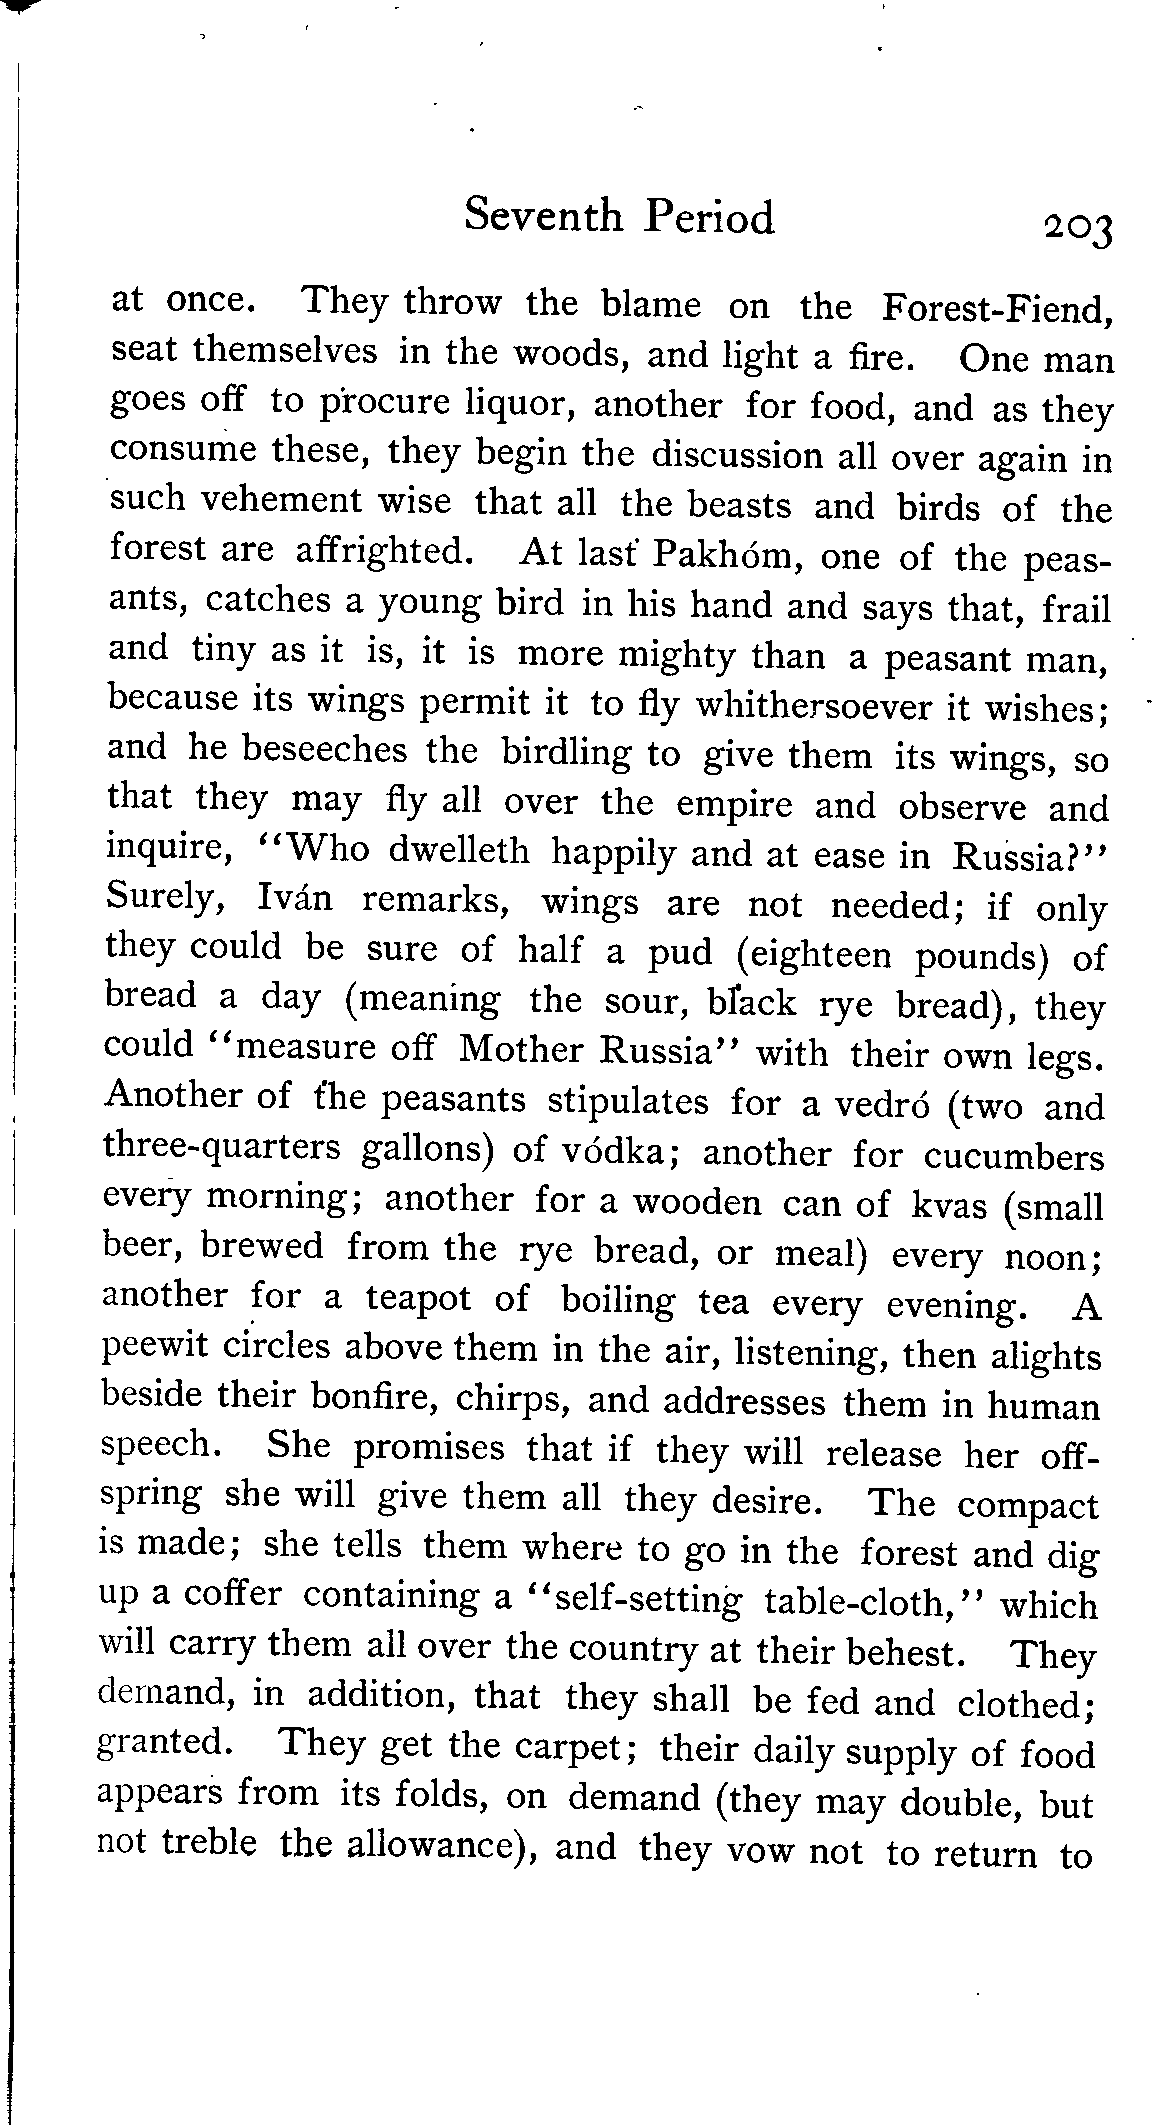 Seventh Period 203
at once. They throw the blame on the Forest-Fiend,
seat themselves in the woods, and light a fire. One man
goes off to procure liquor, another for food, and as they
consume these, they begin the discussion all over again in
such vehement wise that all the beasts and birds of the
forest are affrighted. At last Pakhóm, one of the peas-
ants, catches a young bird in his hand and says that, frail
and tiny as it is, it is more mighty than a peasant man,
because its wings permit it to fly whithersoever it wishes;
and he beseeches the birdling to give them its wings, so
that they may fly all over the empire and observe and
inquire, "Who dwelleth happily and at ease in Russia?"
Surely, Iván remarks, wings are not needed; if only
they could be sure of half a pud (eighteen pounds) of
bread a day (meaning the sour, black rye bread), they
could "measure off Mother Russia" with their own legs.
Another of the peasants stipulates for a vedró (two and
three-quarters gallons) of vódka; another for cucumbers
every morning; another for a wooden can of kvas (small
beer, brewed from the rye bread, or meal) every noon;
another for a teapot of boiling tea every evening. A
peewit circles above them in the air, listening, then alights
beside their bonfire, chirps, and addresses them in human
speech. She promises that if they will release her off-
spring she will give them all they desire. The compact
is made; she tells them where to go in the forest and dig
up a coffer containing a "self-setting table-cloth," which
will carry them all over the country at their behest. They
demand, in addition, that they shall be fed and clothed;
granted. They get the carpet; their daily supply of food
appears from its folds, on demand (they may double, but
not treble the allowance), and they vow not to return to